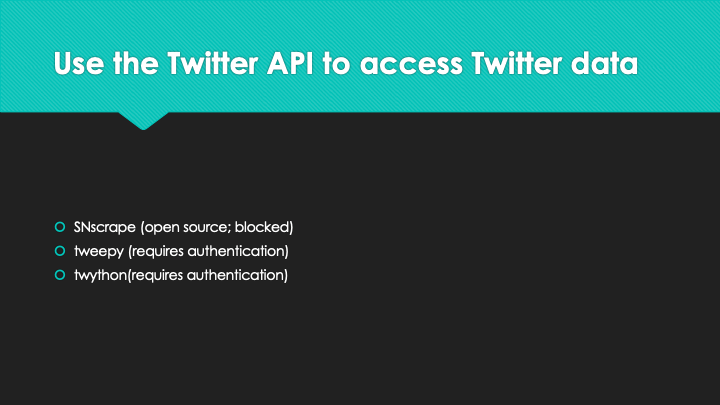 Use the Twitter API to access Twitter data
SNscrape (open source; blocked)
tweepy (requires authentication)
twython(requires authentication)